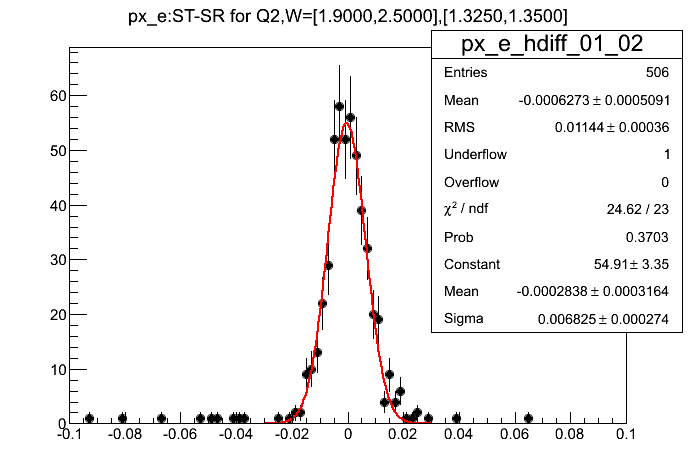 px_e:ST-SR for Q2,W=[1.9000,2.5000],[1.3250,1.3500]
px_e_hdiff_01_02
Entries 506
Mean -0.0006273 ± 0.0005091
RMS 0.01144 ± 0.00036
Underflow 1
Overflow 0
χ² / ndf 24.62 / 23
Prob 0.3703
Constant 54.91 ± 3.35
Mean -0.0002838 ± 0.0003164
Sigma 0.006825 ± 0.000274
60
50
40
30
20
10
0
-0.1 -0.08 -0.06 -0.04 -0.02 0 0.02 0.04 0.06 0.08 0.1